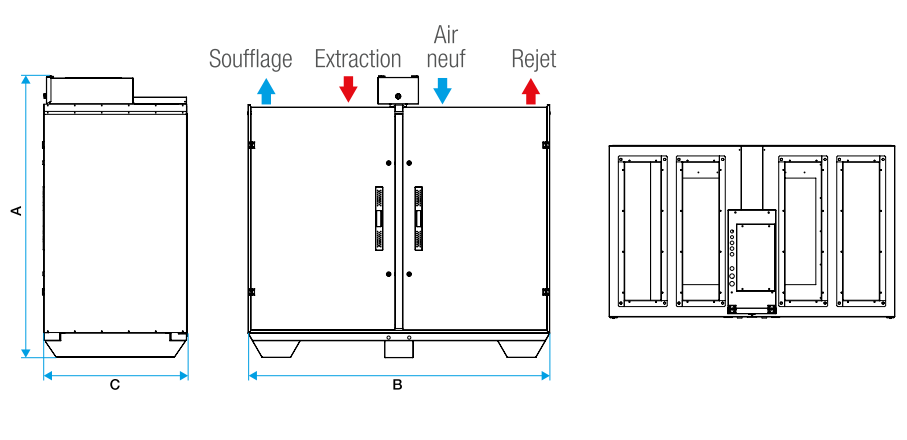 Soufflage
Extraction
Air
neuf
Rejet
A
C
B